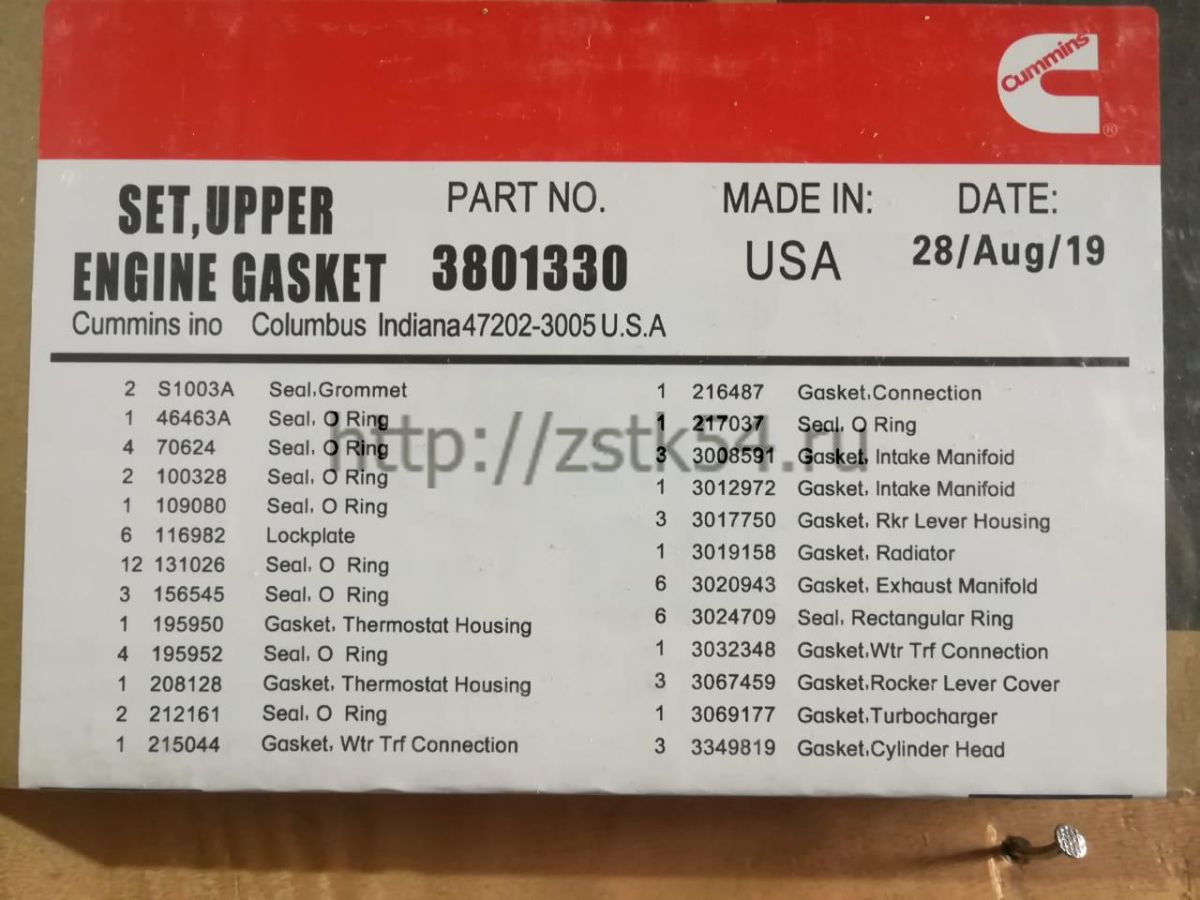 Cummins
®
SET,UPPER
ENGINE GASKET
PART NO.
3801330
MADE IN:
USA
DATE:
28/Aug/19
Cummins ino Columbus Indiana47202-3005 U.S.A
2 S1003A Seal,Grommet
1 46463A Seal, O Ring
4 70624 Seal, O Ring
2 100328 Seal, O Ring
1 109080 Seal, O Ring
6 116982 Lockplate
12 131026 Seal, O Ring
3 156545 Seal, O Ring
1 195950 Gasket, Thermostat Housing
4 195952 Seal, O Ring
1 208128 Gasket, Thermostat Housing
2 212161 Seal, O Ring
1 215044 Gasket, Wtr Trf Connection
1 216487 Gasket,Connection
1 217037 Seal, O Ring
3 3008591 Gasket, Intake Manifoid
1 3012972 Gasket, Intake Manifoid
3 3017750 Gasket, Rkr Lever Housing
1 3019158 Gasket, Radiator
6 3020943 Gasket, Exhaust Manifold
6 3024709 Seal, Rectangular Ring
1 3032348 Gasket,Wtr Trf Connection
3 3067459 Gasket,Rocker Lever Cover
1 3069177 Gasket,Turbocharger
3 3349819 Gasket,Cylinder Head
http://zstk54.ru